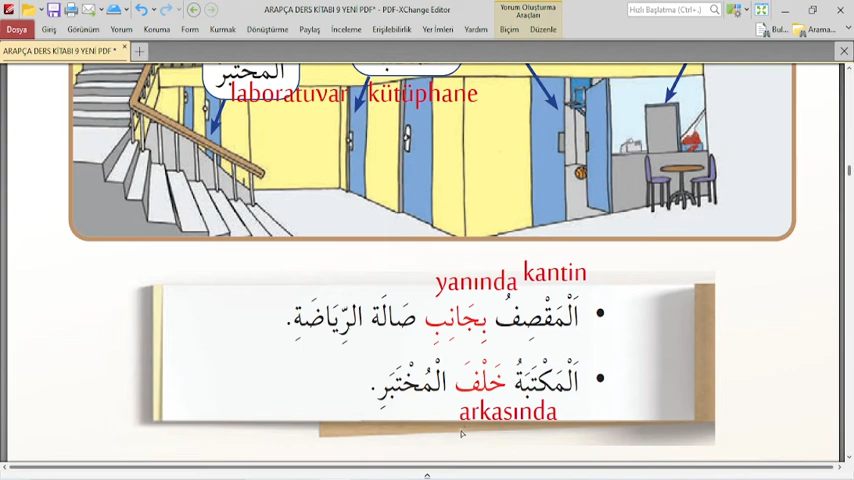 ARAPÇA DERS KİTABI 9 YENİ PDF* - PDF-XChange Editor
Yorum Oluşturma Araçları
Hızlı Başlatma (Ctrl+.)
Dosya Giriş Görünüm Yorum Form Kurmak Dönüştürme Paylaş İnceleme Erişilebilirlik Yer İmleri Yardım Biçim Düzenle Bul... Arama...
ARAPÇA DERS KİTABI 9 YENİ PDF *
الْمُخْتَبَرُ
laboratuvar kütüphane
yanında kantin
• اَلْمَقْصِفُ بِجَانِبِ صَالَةِ الرِّيَاضَةِ.
• اَلْمَكْتَبَةُ خَلْفَ الْمُخْتَبَرِ.
arkasında